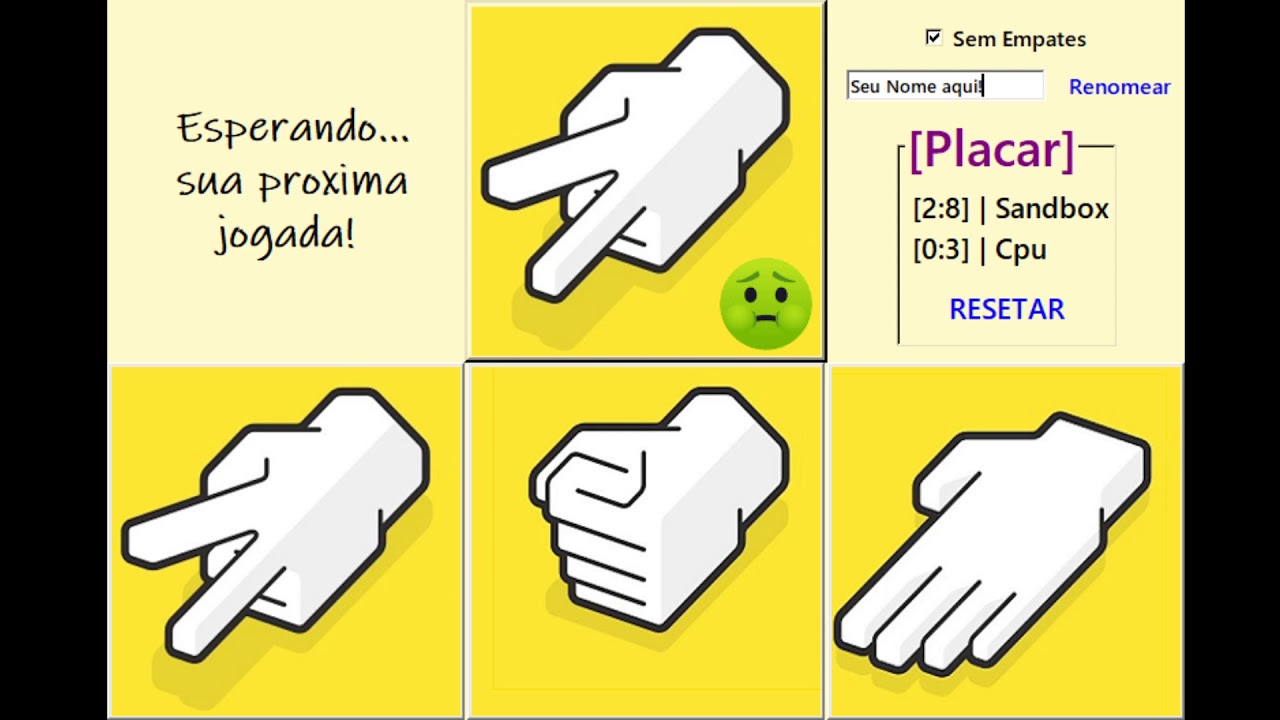 Esperando...
sua proxima
jogada!
Sem Empates
Seu Nome aqui!
Renomear
[Placar]
[2:8] | Sandbox
[0:3] | Cpu
RESETAR